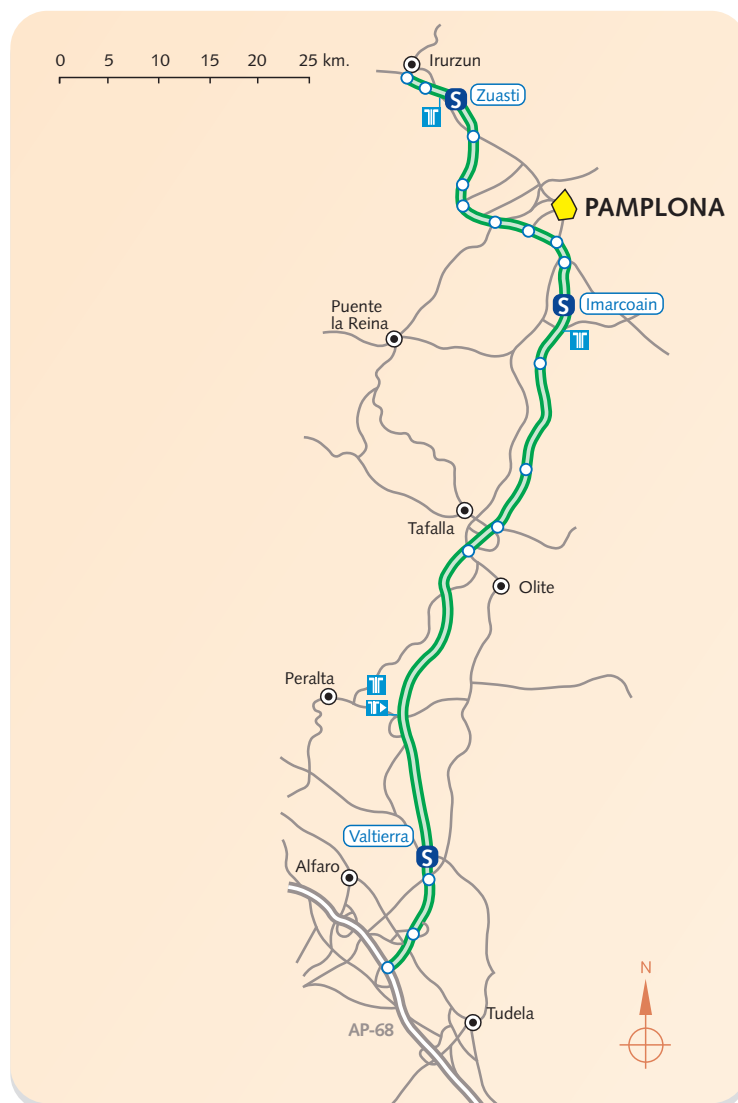 0 5 10 15 20 25 km.
Irurzun
S
Zuasti
PAMPLONA
S
Imarcoain
Puente
la Reina
Tafalla
Olite
Peralta
Valtierra
S
Alfaro
N
Tudela
AP-68